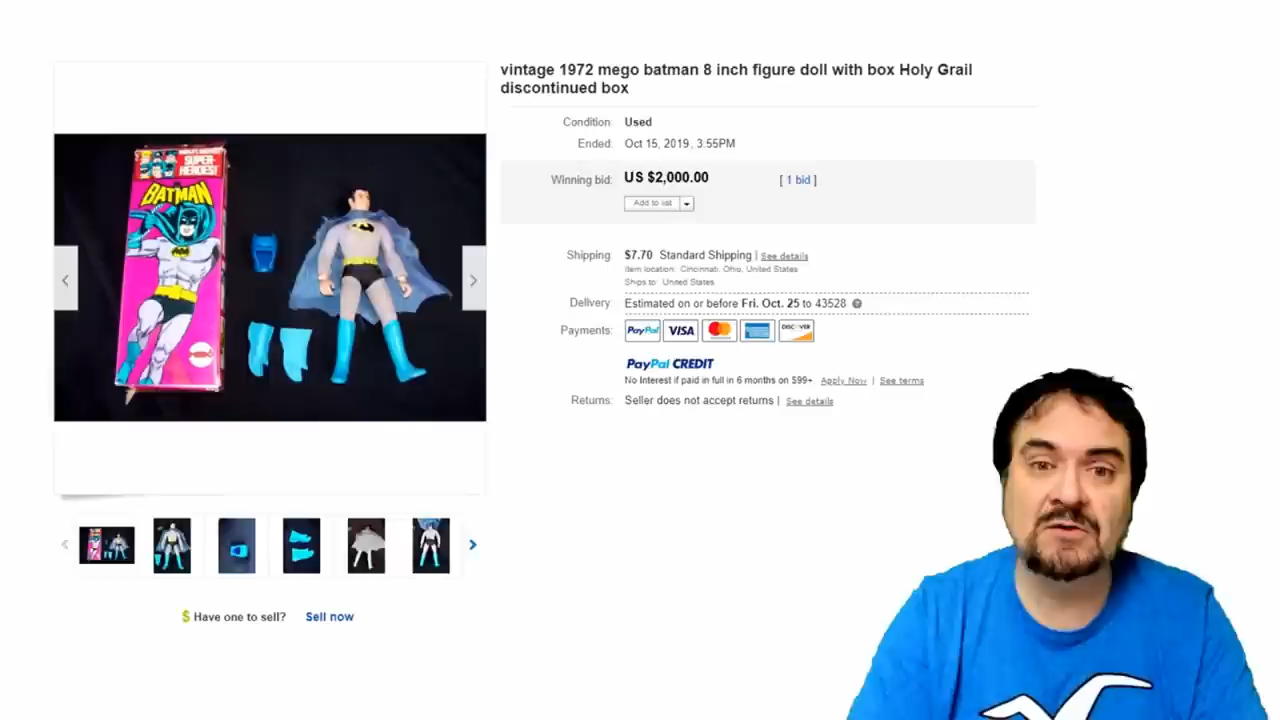 vintage 1972 mego batman 8 inch figure doll with box Holy Grail
discontinued box
Condition: Used
Ended: Oct 15, 2019, 3:55PM
Winning bid: US $2,000.00 [ 1 bid ]
Add to list
Shipping: $7.70 Standard Shipping | See details
Item location: Cincinnati, Ohio, United States
Ships to: United States
Delivery: Estimated on or before Fri. Oct. 25 to 43528
Payments: PayPal VISA MasterCard DISCOVER
PayPal CREDIT
No Interest if paid in full in 6 months on $99+ Apply Now | See terms
Returns: Seller does not accept returns | See details
SUPER-
HEROES!
BATMAN
$ Have one to sell? Sell now